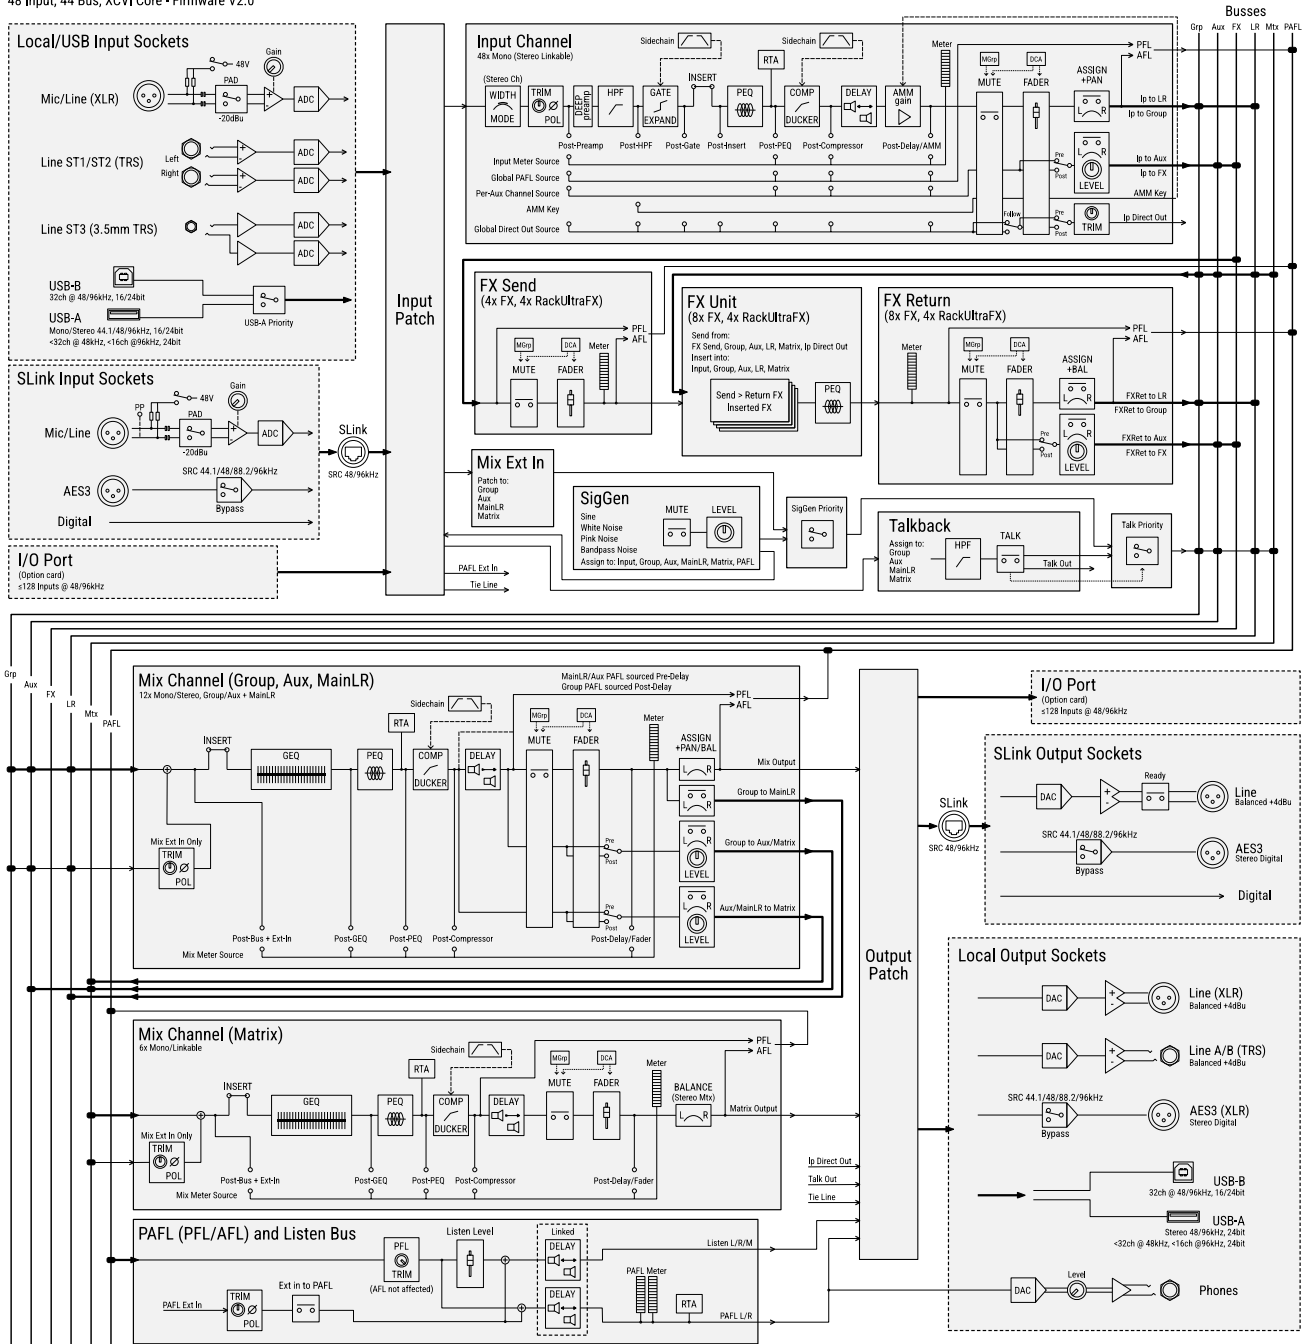 48 Input, 44 Bus, XCVI Core • Firmware V2.0
Busses
Grp Aux FX LR Mtx PAFL
Local/USB Input Sockets
Gain
48V
PAD
Mic/Line (XLR)
ADC
-20dBu
Line ST1/ST2 (TRS)
Left
Right
ADC
ADC
Line ST3 (3.5mm TRS)
ADC
ADC
USB-B
32ch @ 48/96kHz, 16/24bit
USB-A
Mono/Stereo 44.1/48/96kHz, 16/24bit
<32ch @ 48kHz, <16ch @96kHz, 24bit
USB-A Priority
SLink Input Sockets
Gain
48V
PP
PAD
Mic/Line
ADC
-20dBu
SRC 44.1/48/88.2/96kHz
AES3
Bypass
Digital
SLink
SRC 48/96kHz
I/O Port
(Option card)
≤128 Inputs @ 48/96kHz
Input
Patch
PAFL Ext In
Tie Line
Input Channel
48x Mono (Stereo Linkable)
Sidechain
Sidechain
RTA
Meter
MGrp
DCA
PFL
AFL
(Stereo Ch)
WIDTH
MODE
TRIM
POL
DEEP
preamp
HPF
GATE
EXPAND
INSERT
PEQ
COMP
DUCKER
DELAY
AMM
gain
MUTE
FADER
ASSIGN
+PAN
L R
Ip to LR
Ip to Group
Post-Preamp
Post-HPF
Post-Gate
Post-Insert
Post-PEQ
Post-Compressor
Post-Delay/AMM
Input Meter Source
Global PAFL Source
Per-Aux Channel Source
AMM Key
Global Direct Out Source
Pre
Post
L R
LEVEL
Ip to Aux
Ip to FX
AMM Key
Follow
Pre
Post
TRIM
Ip Direct Out
FX Send
(4x FX, 4x RackUltraFX)
PFL
AFL
MGrp
DCA
Meter
MUTE
FADER
FX Unit
(8x FX, 4x RackUltraFX)
Send from:
FX Send, Group, Aux, LR, Matrix, Ip Direct Out
Insert into:
Input, Group, Aux, LR, Matrix
Send > Return FX
Inserted FX
PEQ
FX Return
(8x FX, 4x RackUltraFX)
PFL
AFL
Meter
MGrp
DCA
MUTE
FADER
ASSIGN
+BAL
L R
FXRet to LR
FXRet to Group
Pre
Post
L R
LEVEL
FXRet to Aux
FXRet to FX
Mix Ext In
Patch to:
Group
Aux
MainLR
Matrix
SigGen
Sine
White Noise
Pink Noise
Bandpass Noise
Assign to: Input, Group, Aux, MainLR, Matrix, PAFL
MUTE
LEVEL
SigGen Priority
Talkback
Assign to:
Group
Aux
MainLR
Matrix
HPF
TALK
Talk Out
Talk Priority
Grp
Aux
FX
LR
Mtx
PAFL
Mix Channel (Group, Aux, MainLR)
12x Mono/Stereo, Group/Aux + MainLR
MainLR/Aux PAFL sourced Pre-Delay
Group PAFL sourced Post-Delay
PFL
AFL
Sidechain
RTA
MGrp
DCA
Meter
INSERT
GEQ
PEQ
COMP
DUCKER
DELAY
MUTE
FADER
ASSIGN
+PAN/BAL
L R
Mix Output
L R
Group to MainLR
Mix Ext In Only
TRIM
POL
Pre
Post
L R
LEVEL
Group to Aux/Matrix
Pre
Post
L R
LEVEL
Aux/MainLR to Matrix
Post-Bus + Ext-In
Post-GEQ
Post-PEQ
Post-Compressor
Post-Delay/Fader
Mix Meter Source
Mix Channel (Matrix)
6x Mono/Linkable
PFL
AFL
Sidechain
RTA
MGrp
DCA
Meter
INSERT
GEQ
PEQ
COMP
DUCKER
DELAY
MUTE
FADER
BALANCE
(Stereo Mtx)
L R
Matrix Output
Mix Ext In Only
TRIM
POL
Post-Bus + Ext-In
Post-GEQ
Post-PEQ
Post-Compressor
Post-Delay/Fader
Mix Meter Source
PAFL (PFL/AFL) and Listen Bus
PFL
TRIM
(AFL not affected)
Listen Level
Linked
DELAY
Listen L/R/M
PAFL Ext In
TRIM
POL
Ext in to PAFL
DELAY
PAFL Meter
RTA
PAFL L/R
Output
Patch
Ip Direct Out
Talk Out
Tie Line
I/O Port
(Option card)
≤128 Inputs @ 48/96kHz
SLink
SRC 48/96kHz
SLink Output Sockets
DAC
Ready
Line
Balanced +4dBu
SRC 44.1/48/88.2/96kHz
Bypass
AES3
Stereo Digital
Digital
Local Output Sockets
DAC
Line (XLR)
Balanced +4dBu
DAC
Line A/B (TRS)
Balanced +4dBu
SRC 44.1/48/88.2/96kHz
Bypass
AES3 (XLR)
Stereo Digital
USB-B
32ch @ 48/96kHz, 16/24bit
USB-A
Stereo 48/96kHz, 24bit
<32ch @ 48kHz, <16ch @96kHz, 24bit
DAC
Level
Phones